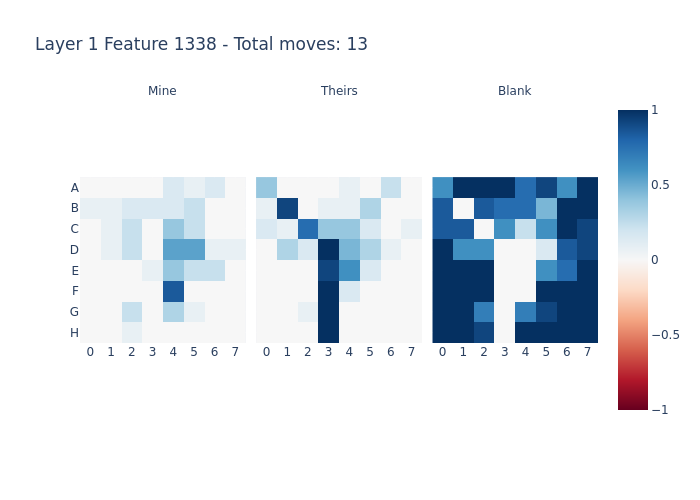 Layer 1 Feature 1338 - Total moves: 13
Mine
Theirs
Blank
A
B
C
D
E
F
G
H
0 1 2 3 4 5 6 7
0 1 2 3 4 5 6 7
0 1 2 3 4 5 6 7
1
0.5
0
−0.5
−1